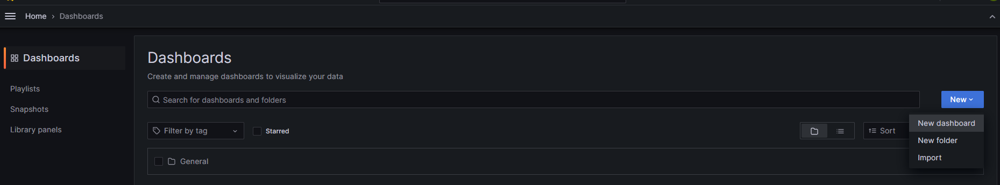 Home › Dashboards
Dashboards
Playlists
Snapshots
Library panels
Dashboards
Create and manage dashboards to visualize your data
Search for dashboards and folders
New
Filter by tag
Starred
Sort
New dashboard
New folder
Import
General